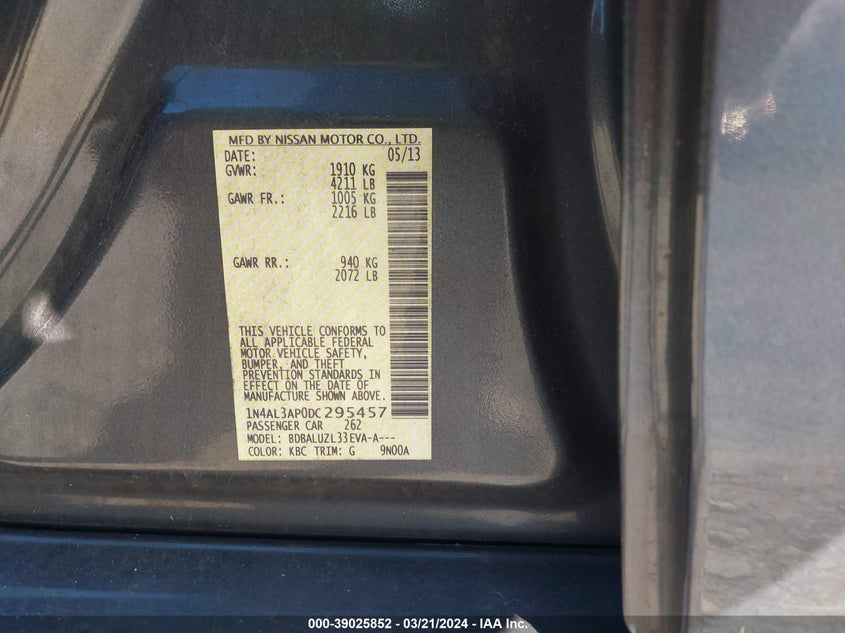 MFD BY NISSAN MOTOR CO., LTD.
DATE: 05/13
GVWR: 1910 KG
4211 LB
GAWR FR.: 1005 KG
2216 LB
GAWR RR.: 940 KG
2072 LB
THIS VEHICLE CONFORMS TO
ALL APPLICABLE FEDERAL
MOTOR VEHICLE SAFETY,
BUMPER, AND THEFT
PREVENTION STANDARDS IN
EFFECT ON THE DATE OF
MANUFACTURE SHOWN ABOVE.
1N4AL3AP0DC295457
PASSENGER CAR 262
MODEL: BDBALUZL33EVA-A---
COLOR: KBC TRIM: G 9N00A
000-39025852 / 03/21/2024 - IAA Inc.